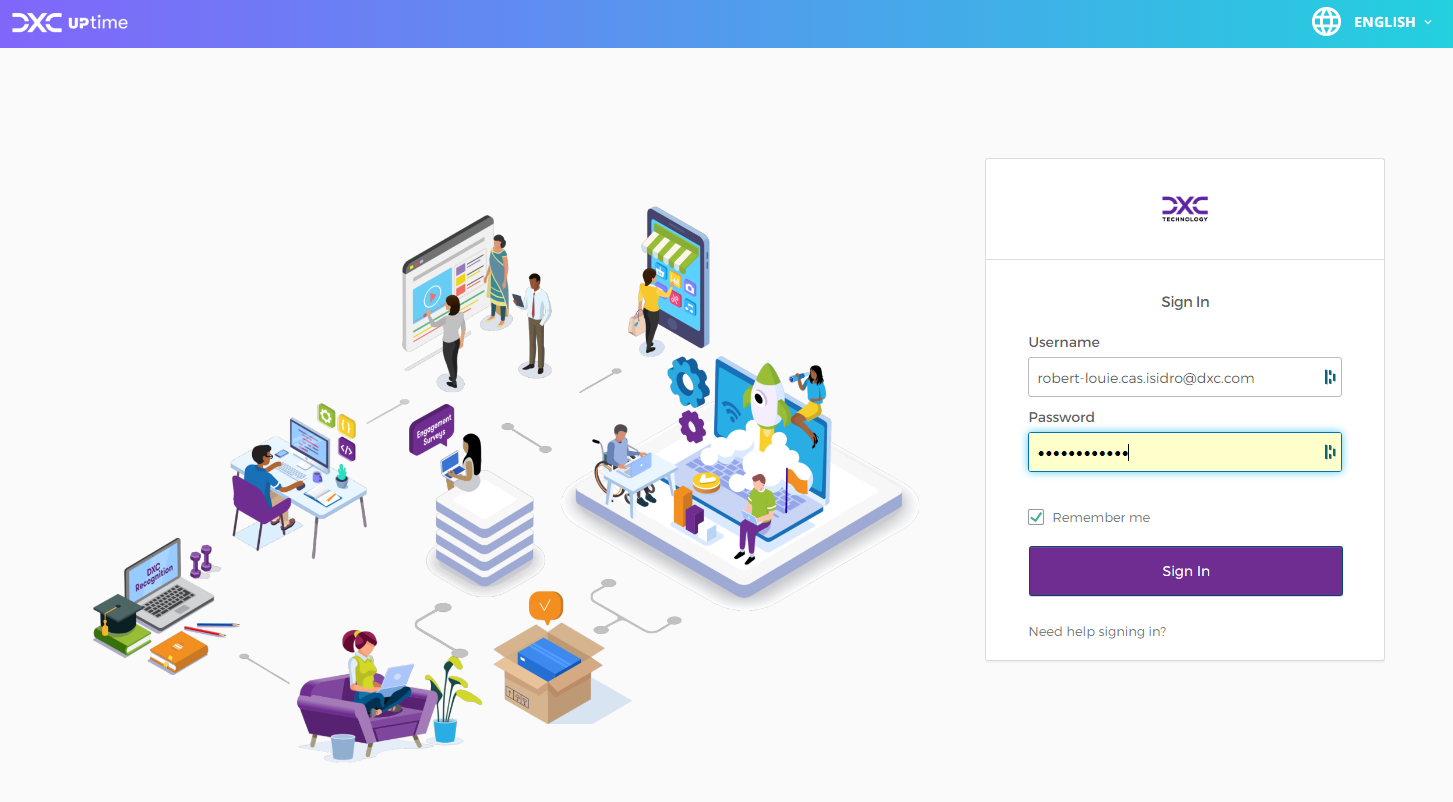 DXC UPtime
ENGLISH
DXC
TECHNOLOGY
Sign In
Username
robert-louie.cas.isidro@dxc.com
Password
••••••••••••
Remember me
Sign In
Need help signing in?
Engagement
Surveys
DXC
Recognition